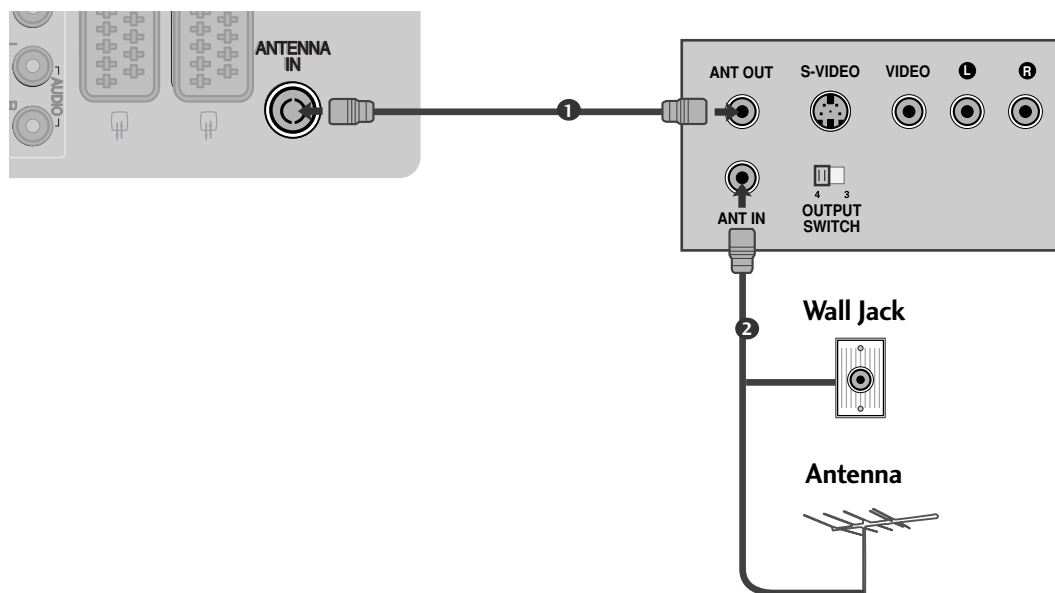 ANTENNA
IN
AUDIO
R
ANT OUT
S-VIDEO
VIDEO
L
R
1
4
3
ANT IN
OUTPUT
SWITCH
2
Wall Jack
Antenna